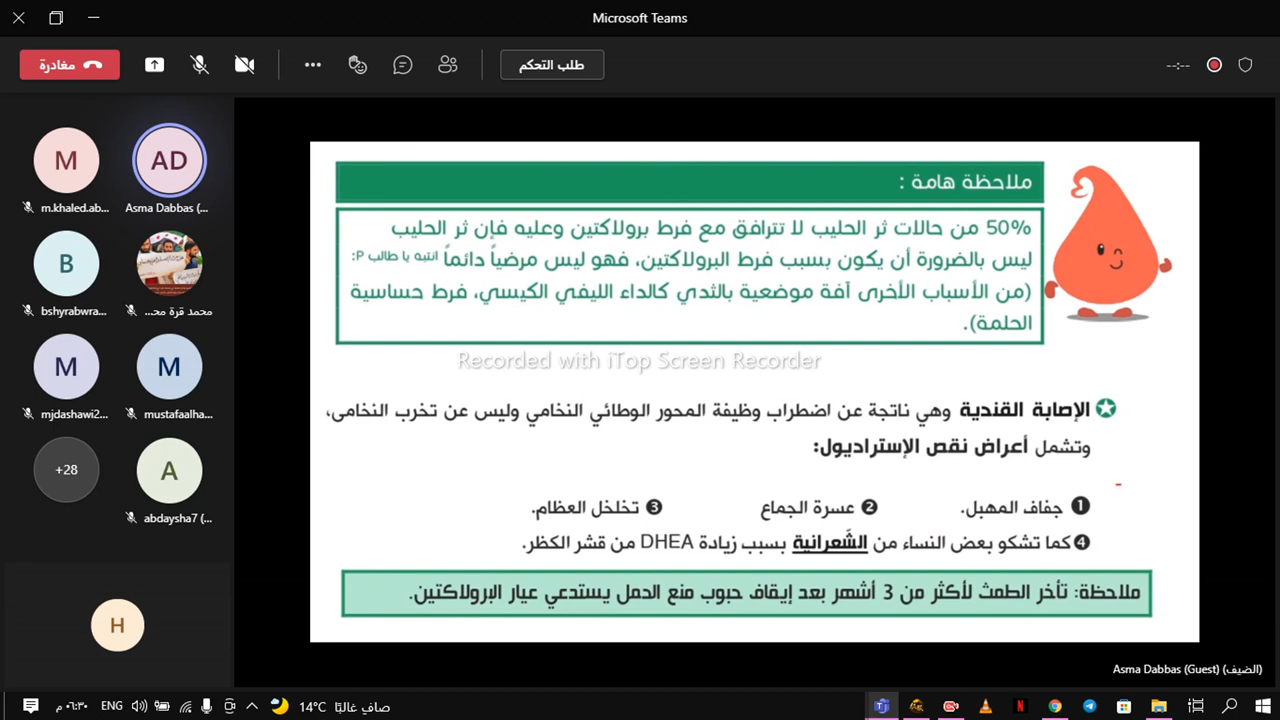 Microsoft Teams
مغادرة
طلب التحكم
--:--
M
AD
m.khaled.ab...
Asma Dabbas (...
B
bshyrabwra...
محمد قرة محـ...
M
M
mjdashawi2...
mustafaalha...
+28
A
abdaysha7 (...
H
ملاحظة هامة :
50% من حالات ثر الحليب لا تترافق مع فرط برولاكتين وعليه فإن ثر الحليب
ليس بالضرورة أن يكون بسبب فرط البرولاكتين، فهو ليس مرضياً دائماً انتبه يا طالب P:
(من الأسباب الأخرى آفة موضعية بالثدي كالداء الليفي الكيسي، فرط حساسية
الحلمة).
Recorded with iTop Screen Recorder
الإصابة القندية وهي ناتجة عن اضطراب وظيفة المحور الوطائي النخامي وليس عن تخرب النخامى،
وتشمل أعراض نقص الإستراديول:
1 جفاف المهبل. 2 عسرة الجماع 3 تخلخل العظام.
4 كما تشكو بعض النساء من الشَّعرانية بسبب زيادة DHEA من قشر الكظر.
ملاحظة: تأخر الطمث لأكثر من 3 أشهر بعد إيقاف حبوب منع الحمل يستدعي عيار البرولاكتين.
Asma Dabbas (Guest) (الضيف)
٠٦:٣٠ م
ENG
14°C صافي غالبًا